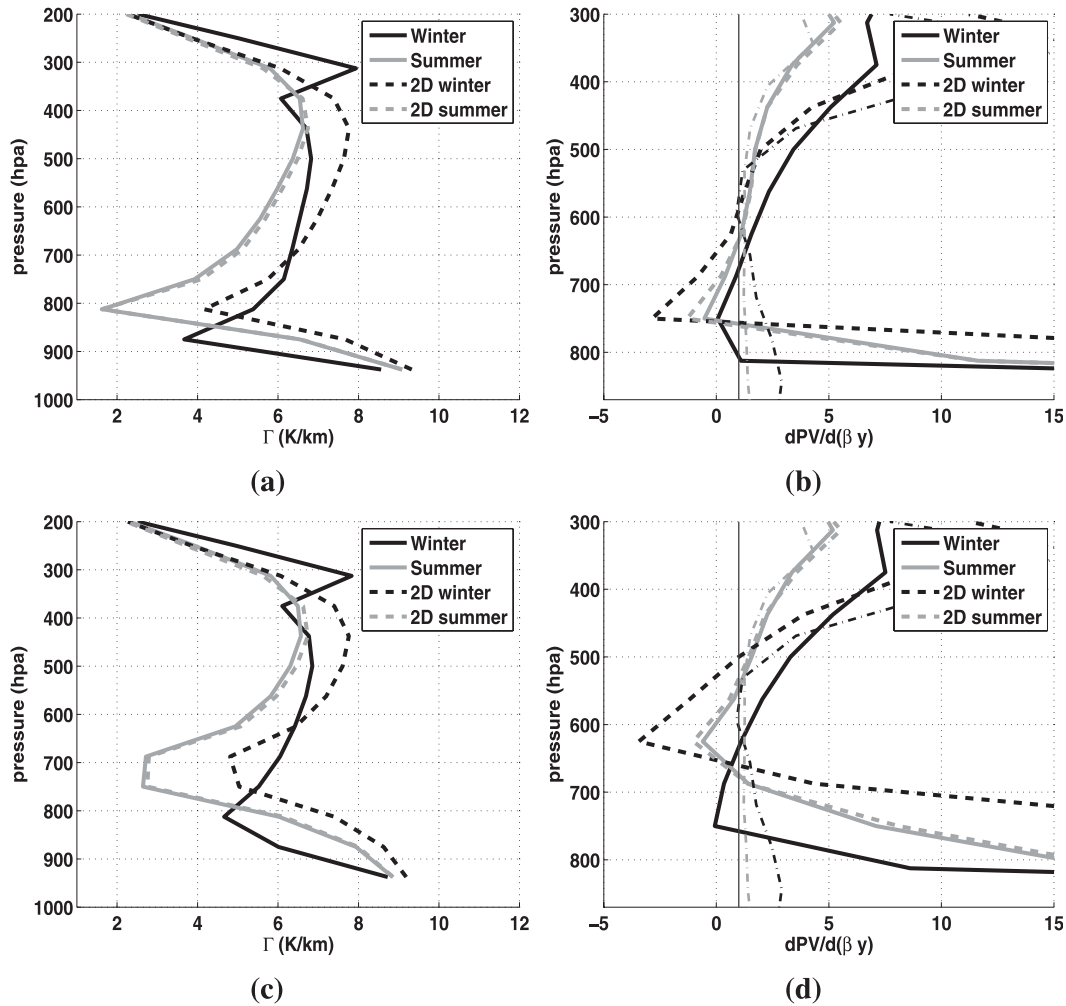 200
300
400
500
600
700
800
900
1000
pressure (hpa)
2
4
6
8
10
12
Γ (K/km)
Winter
Summer
2D winter
2D summer
(a)
300
400
500
600
700
800
pressure (hpa)
−5
0
5
10
15
dPV/d(β y)
Winter
Summer
2D winter
2D summer
(b)
200
300
400
500
600
700
800
900
1000
pressure (hpa)
2
4
6
8
10
12
Γ (K/km)
Winter
Summer
2D winter
2D summer
(c)
300
400
500
600
700
800
pressure (hpa)
−5
0
5
10
15
dPV/d(β y)
Winter
Summer
2D winter
2D summer
(d)